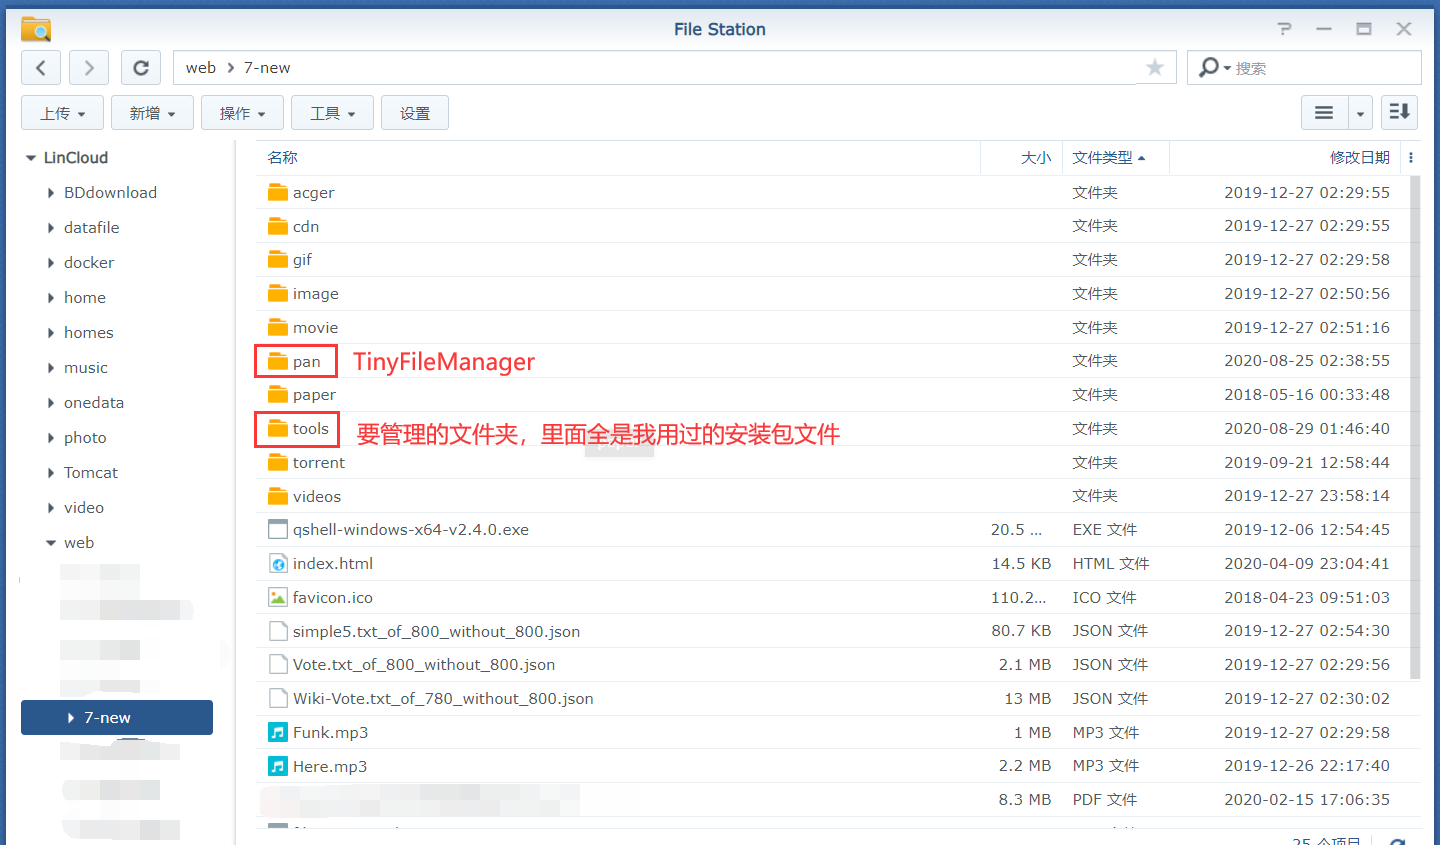 File Station
web > 7-new
搜索
上传 新增 操作 工具 设置
LinCloud
BDdownload
datafile
docker
home
homes
music
onedata
photo
Tomcat
video
web
7-new
名称 大小 文件类型 修改日期
acger 文件夹 2019-12-27 02:29:55
cdn 文件夹 2019-12-27 02:29:55
gif 文件夹 2019-12-27 02:29:58
image 文件夹 2019-12-27 02:50:56
movie 文件夹 2019-12-27 02:51:16
pan TinyFileManager 文件夹 2020-08-25 02:38:55
paper 文件夹 2018-05-16 00:33:48
tools 要管理的文件夹，里面全是我用过的安装包文件 文件夹 2020-08-29 01:46:40
torrent 文件夹 2019-09-21 12:58:44
videos 文件夹 2019-12-27 23:58:14
qshell-windows-x64-v2.4.0.exe 20.5 ... EXE 文件 2019-12-06 12:54:45
index.html 14.5 KB HTML 文件 2020-04-09 23:04:41
favicon.ico 110.2... ICO 文件 2018-04-23 09:51:03
simple5.txt_of_800_without_800.json 80.7 KB JSON 文件 2019-12-27 02:54:30
Vote.txt_of_800_without_800.json 2.1 MB JSON 文件 2019-12-27 02:29:56
Wiki-Vote.txt_of_780_without_800.json 13 MB JSON 文件 2019-12-27 02:30:02
Funk.mp3 1 MB MP3 文件 2019-12-27 02:29:58
Here.mp3 2.2 MB MP3 文件 2019-12-26 22:17:40
8.3 MB PDF 文件 2020-02-15 17:06:35
25 个项目